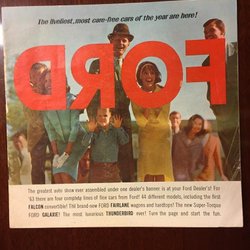 The liveliest, most care-free cars of the year are here!
FORD
The greatest auto show ever assembled under one dealer's banner is at your Ford Dealer's! For
'63 there are four complete lines of fine cars from Ford! 44 different models, including the first
FALCON convertible! The brand-new FORD FAIRLANE wagons and hardtops! The new Super-Torque
FORD GALAXIE! The most luxurious THUNDERBIRD ever! Turn the page and start the fun.